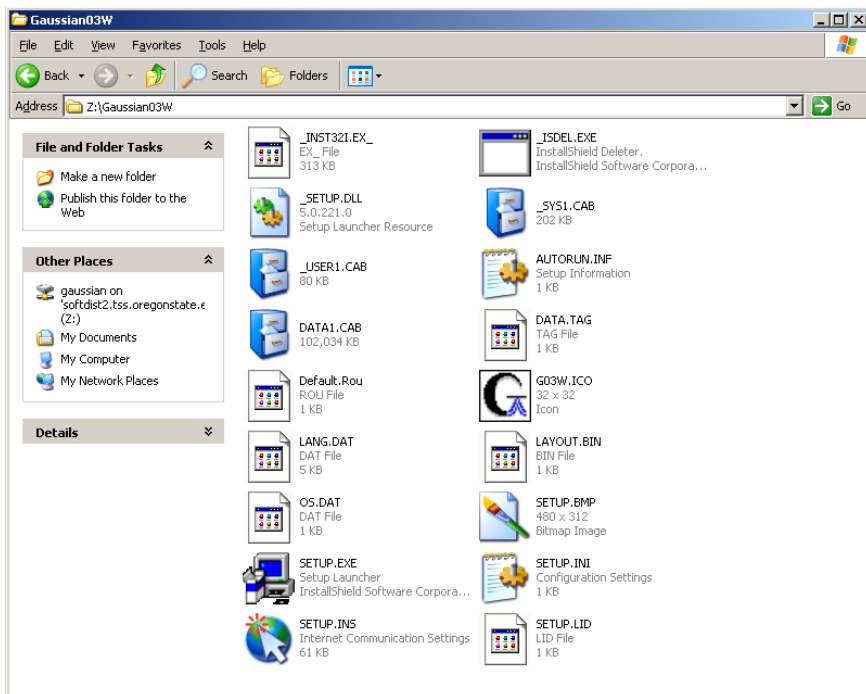 Gaussian03W
File Edit View Favorites Tools Help
Back Search Folders
Address Z:\Gaussian03W Go
File and Folder Tasks
Make a new folder
Publish this folder to the
Web
Other Places
gaussian on
'softdist2.tss.oregonstate.e
(Z:)
My Documents
My Computer
My Network Places
Details
_INST32I.EX_
EX_ File
313 KB
_ISDEL.EXE
InstallShield Deleter.
InstallShield Software Corpora...
_SETUP.DLL
5.0.221.0
Setup Launcher Resource
_SYS1.CAB
202 KB
_USER1.CAB
80 KB
AUTORUN.INF
Setup Information
1 KB
DATA1.CAB
102,034 KB
DATA.TAG
TAG File
1 KB
Default.Rou
ROU File
1 KB
G03W.ICO
32 x 32
Icon
LANG.DAT
DAT File
5 KB
LAYOUT.BIN
BIN File
1 KB
OS.DAT
DAT File
1 KB
SETUP.BMP
480 x 312
Bitmap Image
SETUP.EXE
Setup Launcher
InstallShield Software Corpora...
SETUP.INI
Configuration Settings
1 KB
SETUP.INS
Internet Communication Settings
61 KB
SETUP.LID
LID File
1 KB